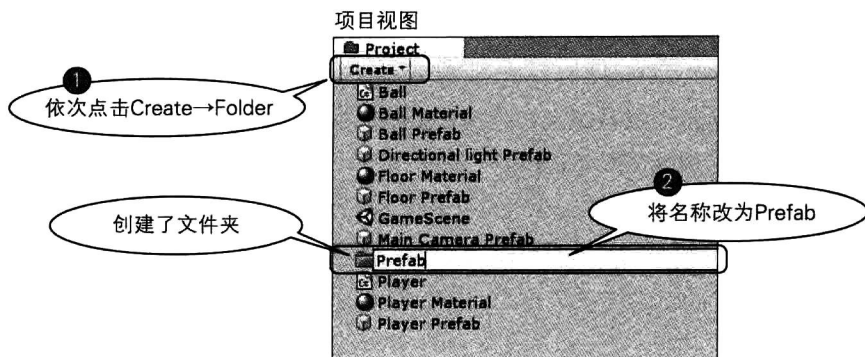 项目视图
Project
Create
1
依次点击Create→Folder
Ball
Ball Material
Ball Prefab
Directional light Prefab
Floor Material
Floor Prefab
GameScene
Main Camera Prefab
Prefab
Player
Player Material
Player Prefab
2
将名称改为Prefab
创建了文件夹